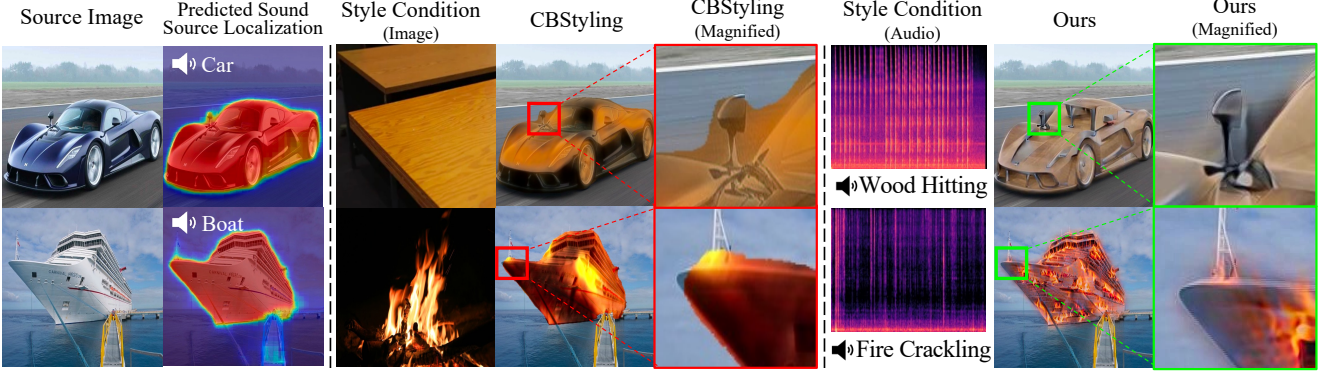 Source Image
Predicted Sound
Source Localization
Style Condition
(Image)
CBStyling
CBStyling
(Magnified)
Style Condition
(Audio)
Ours
Ours
(Magnified)
Car
Wood Hitting
Boat
Fire Crackling